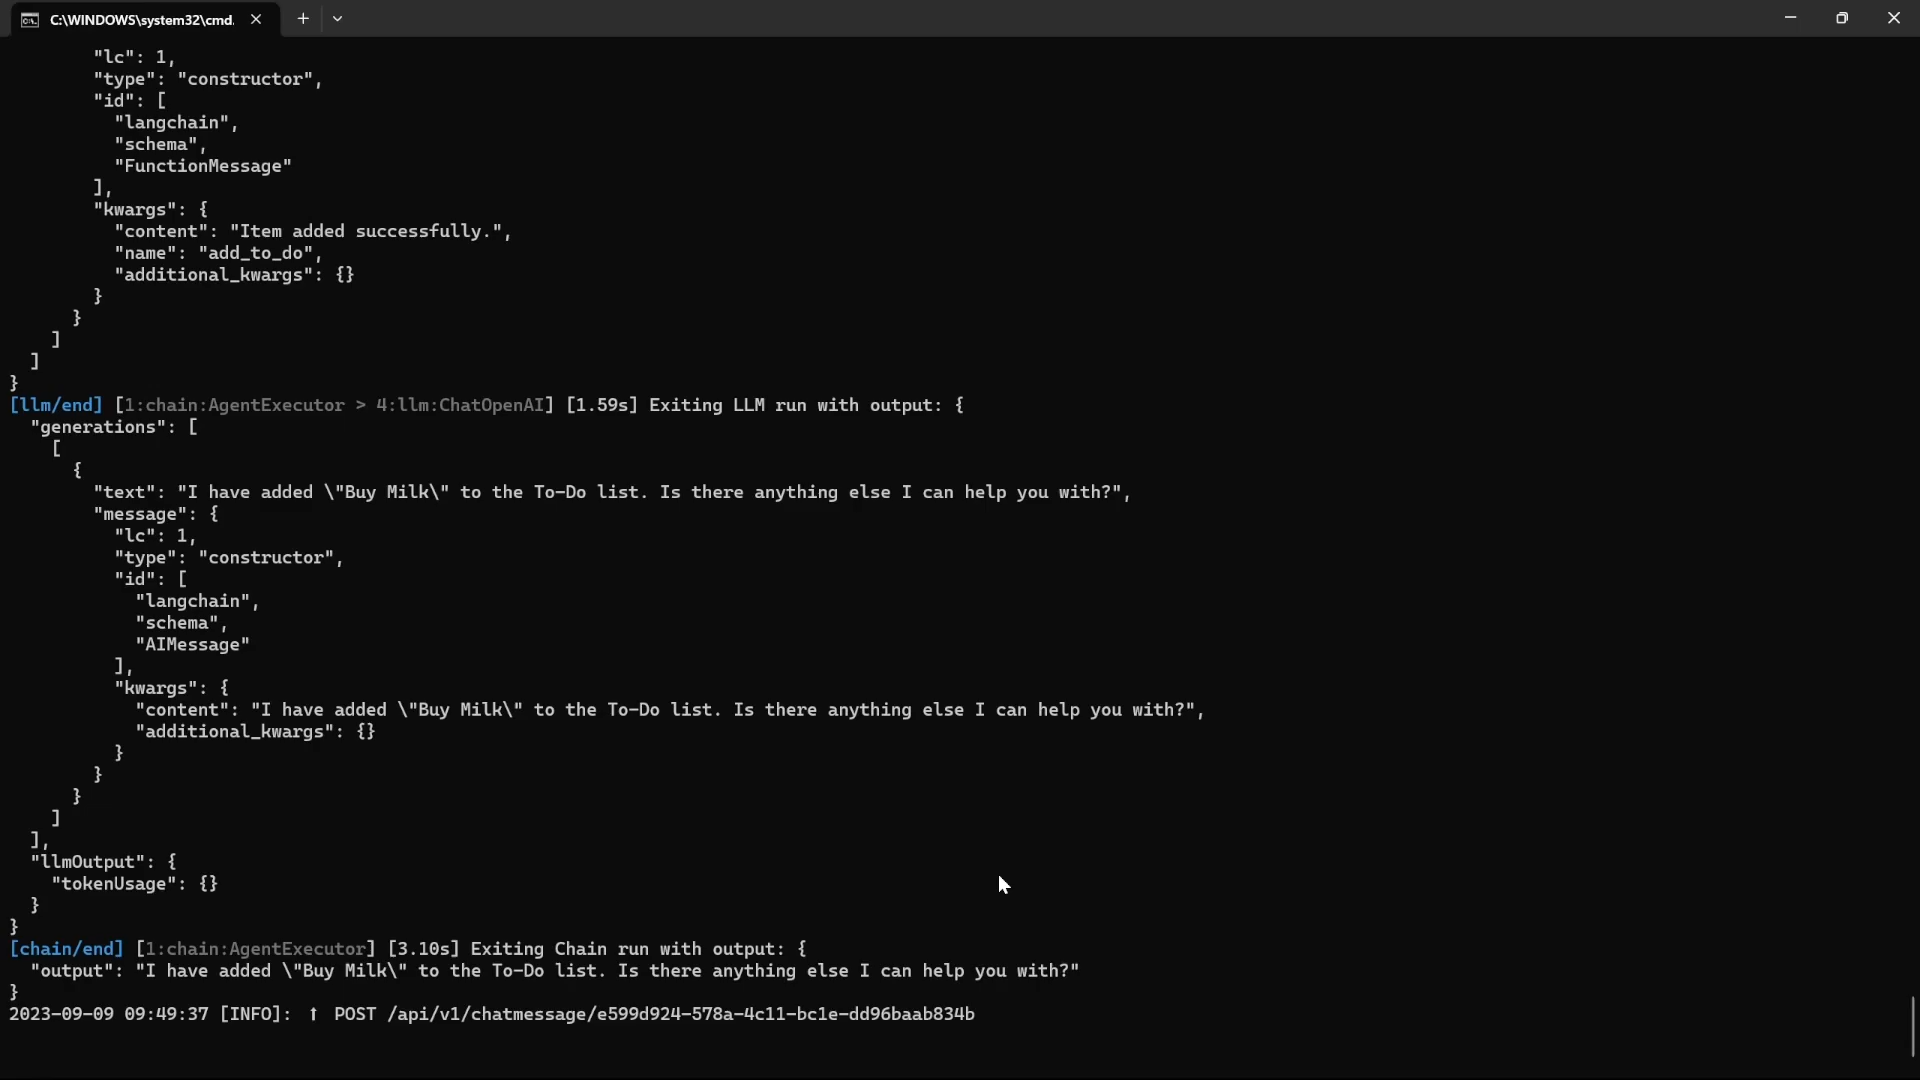 C:\WINDOWS\system32\cmd.
"lc": 1,
"type": "constructor",
"id": [
"langchain",
"schema",
"FunctionMessage"
],
"kwargs": {
"content": "Item added successfully.",
"name": "add_to_do",
"additional_kwargs": {}
}
}
]
]
}
[llm/end] [1:chain:AgentExecutor > 4:llm:ChatOpenAI] [1.59s] Exiting LLM run with output: {
"generations": [
[
{
"text": "I have added \"Buy Milk\" to the To-Do list. Is there anything else I can help you with?",
"message": {
"lc": 1,
"type": "constructor",
"id": [
"langchain",
"schema",
"AIMessage"
],
"kwargs": {
"content": "I have added \"Buy Milk\" to the To-Do list. Is there anything else I can help you with?",
"additional_kwargs": {}
}
}
}
]
],
"llmOutput": {
"tokenUsage": {}
}
}
[chain/end] [1:chain:AgentExecutor] [3.10s] Exiting Chain run with output: {
"output": "I have added \"Buy Milk\" to the To-Do list. Is there anything else I can help you with?"
}
2023-09-09 09:49:37 [INFO]: ⬆️ POST /api/v1/chatmessage/e599d924-578a-4c11-bc1e-dd96baab834b